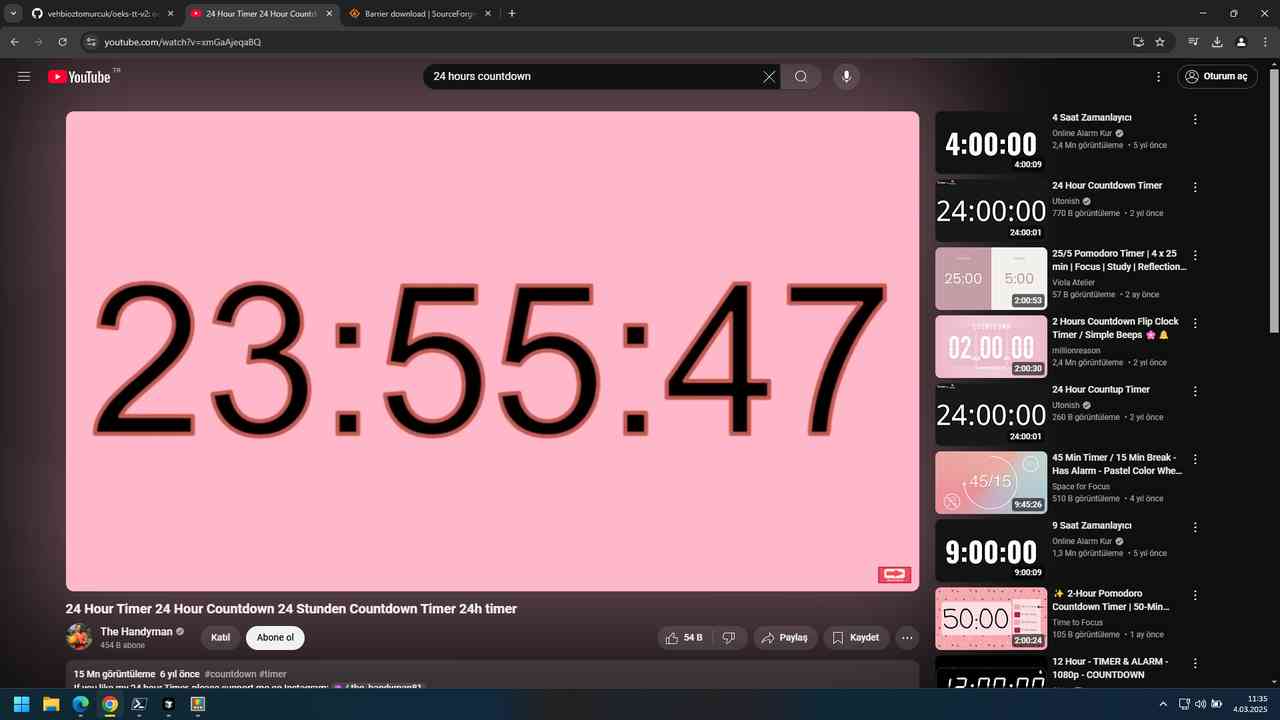 vehbioztomurcuk/oeks-tt-v2: o
24 Hour Timer 24 Hour Countd
Barrier download | SourceForg
youtube.com/watch?v=xmGaAjeqaBQ
YouTube TR
24 hours countdown
Oturum aç
23:55:47
24 Hour Timer 24 Hour Countdown 24 Stunden Countdown Timer 24h timer
The Handyman
454 B abone
Katıl
Abone ol
54 B
Paylaş
Kaydet
15 Mn görüntüleme 6 yıl önce #countdown #timer
If you like my 24 hour Timer, please support me on Instagram: / the_handyman81_
4:00:00
4:00:09
4 Saat Zamanlayıcı
Online Alarm Kur
2,4 Mn görüntüleme • 5 yıl önce
24:00:00
24:00:01
24 Hour Countdown Timer
Utonish
770 B görüntüleme • 2 yıl önce
25:00
5:00
2:00:53
25/5 Pomodoro Timer | 4 x 25
min | Focus | Study | Reflection...
Viola Atelier
57 B görüntüleme • 2 ay önce
COUNTDOWN
02:00:00
2:00:30
2 Hours Countdown Flip Clock
Timer / Simple Beeps 🌸 🔔
millionreason
2,4 Mn görüntüleme • 2 yıl önce
24:00:00
24:00:01
24 Hour Countup Timer
Utonish
260 B görüntüleme • 2 yıl önce
45/15
9:45:26
45 Min Timer / 15 Min Break -
Has Alarm - Pastel Color Whe...
Space for Focus
510 B görüntüleme • 4 yıl önce
9:00:00
9:00:09
9 Saat Zamanlayıcı
Online Alarm Kur
1,3 Mn görüntüleme • 5 yıl önce
50:00
2:00:24
✨ 2-Hour Pomodoro
Countdown Timer | 50-Min...
Time to Focus
105 B görüntüleme • 1 ay önce
12:00:00
12 Hour - TIMER & ALARM -
1080p - COUNTDOWN
11:35
4.03.2025